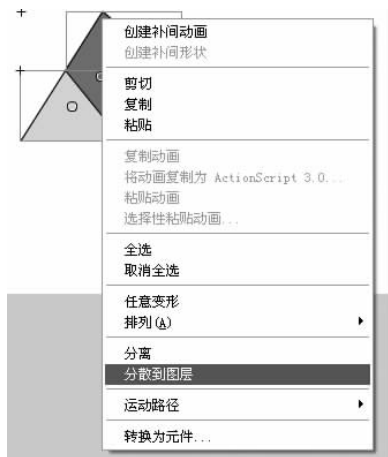 创建补间动画
创建补间形状
剪切
复制
粘贴
复制动画
将动画复制为 ActionScript 3.0...
粘贴动画
选择性粘贴动画...
全选
取消全选
任意变形
排列(A)
分离
分散到图层
运动路径
转换为元件...